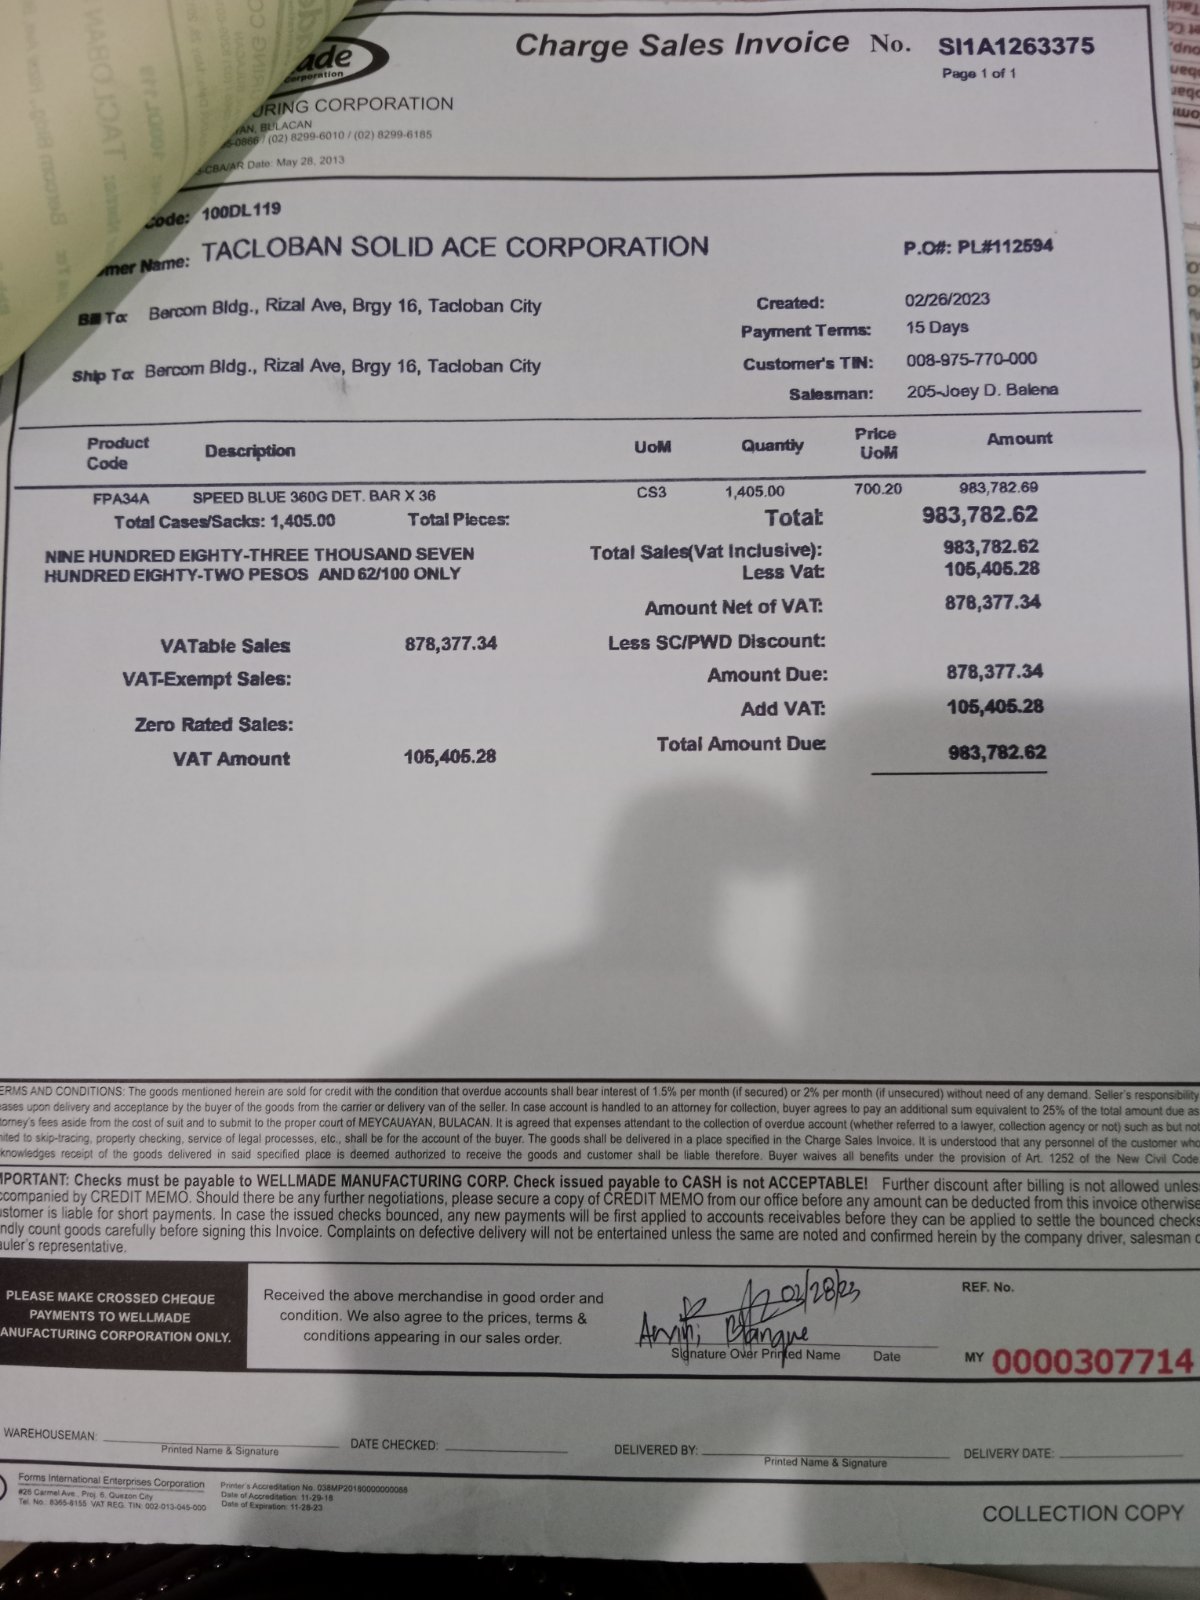 Charge Sales Invoice No. SI1A1263375
Page 1 of 1
ade
orporation
URING CORPORATION
AN, BULACAN
5-0866 / (02) 8299-6010 / (02) 8299-6185
-CBA/AR Date: May 28, 2013
code: 100DL119
omer Name: TACLOBAN SOLID ACE CORPORATION
P.O#: PL#112594
Bill To: Bercom Bldg., Rizal Ave, Brgy 16, Tacloban City
Created: 02/26/2023
Payment Terms: 15 Days
Ship To: Bercom Bldg., Rizal Ave, Brgy 16, Tacloban City
Customer's TIN: 008-975-770-000
Salesman: 205-Joey D. Balena
Product Code Description UoM Quantiy Price UoM Amount
FPA34A SPEED BLUE 360G DET. BAR X 36 CS3 1,405.00 700.20 983,782.69
Total Cases/Sacks: 1,405.00 Total Pieces: Total: 983,782.62
NINE HUNDRED EIGHTY-THREE THOUSAND SEVEN
HUNDRED EIGHTY-TWO PESOS AND 62/100 ONLY
Total Sales(Vat Inclusive): 983,782.62
Less Vat: 105,405.28
Amount Net of VAT: 878,377.34
VATable Sales 878,377.34 Less SC/PWD Discount:
VAT-Exempt Sales: Amount Due: 878,377.34
Zero Rated Sales: Add VAT: 105,405.28
VAT Amount 105,405.28 Total Amount Due: 983,782.62
ERMS AND CONDITIONS: The goods mentioned herein are sold for credit with the condition that overdue accounts shall bear interest of 1.5% per month (if secured) or 2% per month (if unsecured) without need of any demand. Seller's responsibility
eases upon delivery and acceptance by the buyer of the goods from the carrier or delivery van of the seller. In case account is handled to an attorney for collection, buyer agrees to pay an additional sum equivalent to 25% of the total amount due as
torney's fees aside from the cost of suit and to submit to the proper court of MEYCAUAYAN, BULACAN. It is agreed that expenses attendant to the collection of overdue account (whether referred to a lawyer, collection agency or not) such as but not
mited to skip-tracing, property checking, service of legal processes, etc., shall be for the account of the buyer. The goods shall be delivered in a place specified in the Charge Sales Invoice. It is understood that any personnel of the customer who
knowledges receipt of the goods delivered in said specified place is deemed authorized to receive the goods and customer shall be liable therefore. Buyer waives all benefits under the provision of Art. 1252 of the New Civil Code.
MPORTANT: Checks must be payable to WELLMADE MANUFACTURING CORP. Check issued payable to CASH is not ACCEPTABLE! Further discount after billing is not allowed unless
ccompanied by CREDIT MEMO. Should there be any further negotiations, please secure a copy of CREDIT MEMO from our office before any amount can be deducted from this invoice otherwise
ustomer is liable for short payments. In case the issued checks bounced, any new payments will be first applied to accounts receivables before they can be applied to settle the bounced checks
ndly count goods carefully before signing this Invoice. Complaints on defective delivery will not be entertained unless the same are noted and confirmed herein by the company driver, salesman o
auler's representative.
PLEASE MAKE CROSSED CHEQUE
PAYMENTS TO WELLMADE
ANUFACTURING CORPORATION ONLY.
Received the above merchandise in good order and
condition. We also agree to the prices, terms &
conditions appearing in our sales order.
02/28/23
Signature Over Printed Name Date
REF. No.
MY 0000307714
WAREHOUSEMAN: DATE CHECKED: DELIVERED BY: DELIVERY DATE:
Printed Name & Signature Printed Name & Signature
Forms International Enterprises Corporation
#25 Carmel Ave., Proj. 6, Quezon City
Tel. No.: 8365-8155 VAT REG. TIN: 002-013-045-000
Printer's Accreditation No. 038MP20180000000088
Date of Accreditation: 11-29-18
Date of Expiration: 11-28-23
COLLECTION COPY